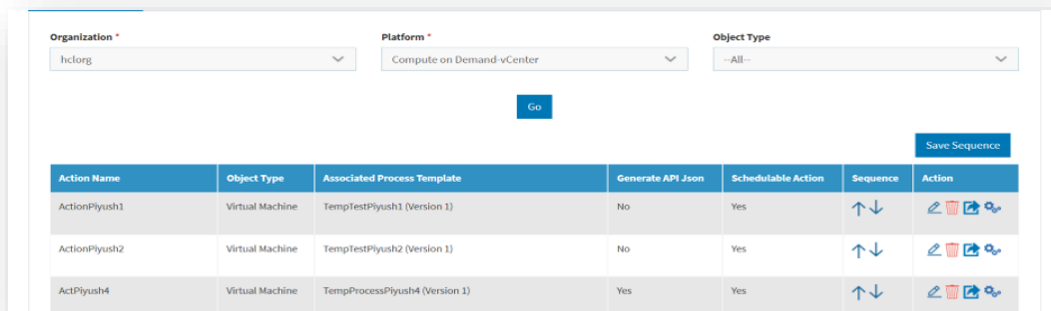 Organization * Platform * Object Type
hclorg Compute on Demand-vCenter --All--
Go
Save Sequence
Action Name Object Type Associated Process Template Generate API Json Schedulable Action Sequence Action
ActionPiyush1 Virtual Machine TempTestPiyush1 (Version 1) No Yes
ActionPiyush2 Virtual Machine TempTestPiyush2 (Version 1) No Yes
ActPiyush4 Virtual Machine TempProcessPiyush4 (Version 1) Yes Yes